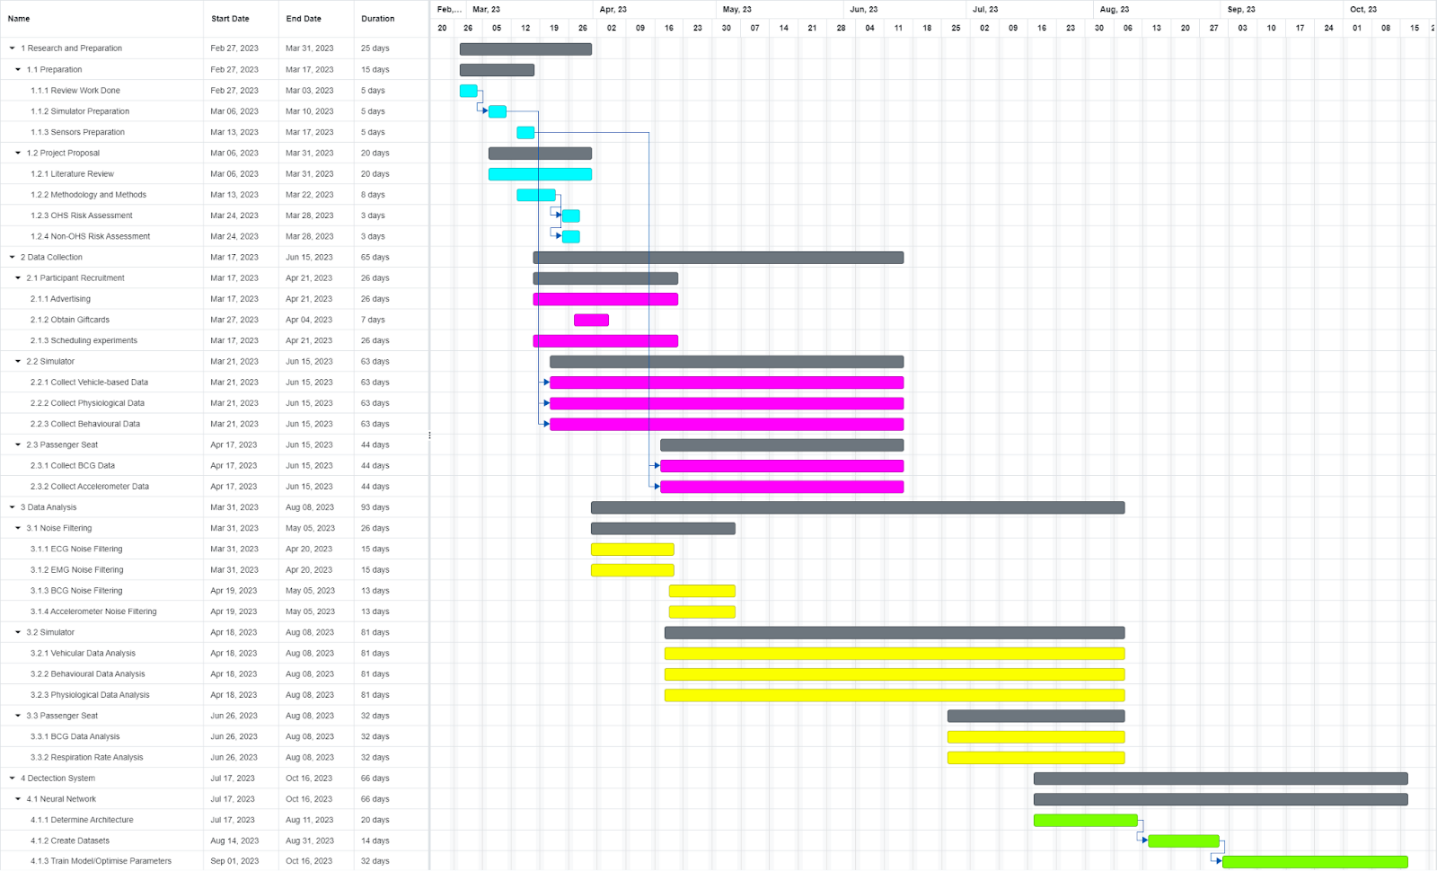 Name Start Date End Date Duration Feb,... Mar, 23 Apr, 23 May, 23 Jun, 23 Jul, 23 Aug, 23 Sep, 23 Oct, 23
20 26 05 12 19 26 02 09 16 23 30 07 14 21 28 04 11 18 25 02 09 16 23 30 06 13 20 27 03 10 17 24 01 08 15 2
1 Research and Preparation Feb 27, 2023 Mar 31, 2023 25 days
1.1 Preparation Feb 27, 2023 Mar 17, 2023 15 days
1.1.1 Review Work Done Feb 27, 2023 Mar 03, 2023 5 days
1.1.2 Simulator Preparation Mar 06, 2023 Mar 10, 2023 5 days
1.1.3 Sensors Preparation Mar 13, 2023 Mar 17, 2023 5 days
1.2 Project Proposal Mar 06, 2023 Mar 31, 2023 20 days
1.2.1 Literature Review Mar 06, 2023 Mar 31, 2023 20 days
1.2.2 Methodology and Methods Mar 13, 2023 Mar 22, 2023 8 days
1.2.3 OHS Risk Assessment Mar 24, 2023 Mar 28, 2023 3 days
1.2.4 Non-OHS Risk Assessment Mar 24, 2023 Mar 28, 2023 3 days
2 Data Collection Mar 17, 2023 Jun 15, 2023 65 days
2.1 Participant Recruitment Mar 17, 2023 Apr 21, 2023 26 days
2.1.1 Advertising Mar 17, 2023 Apr 21, 2023 26 days
2.1.2 Obtain Giftcards Mar 27, 2023 Apr 04, 2023 7 days
2.1.3 Scheduling experiments Mar 17, 2023 Apr 21, 2023 26 days
2.2 Simulator Mar 21, 2023 Jun 15, 2023 63 days
2.2.1 Collect Vehicle-based Data Mar 21, 2023 Jun 15, 2023 63 days
2.2.2 Collect Physiological Data Mar 21, 2023 Jun 15, 2023 63 days
2.2.3 Collect Behavioural Data Mar 21, 2023 Jun 15, 2023 63 days
2.3 Passenger Seat Apr 17, 2023 Jun 15, 2023 44 days
2.3.1 Collect BCG Data Apr 17, 2023 Jun 15, 2023 44 days
2.3.2 Collect Accelerometer Data Apr 17, 2023 Jun 15, 2023 44 days
3 Data Analysis Mar 31, 2023 Aug 08, 2023 93 days
3.1 Noise Filtering Mar 31, 2023 May 05, 2023 26 days
3.1.1 ECG Noise Filtering Mar 31, 2023 Apr 20, 2023 15 days
3.1.2 EMG Noise Filtering Mar 31, 2023 Apr 20, 2023 15 days
3.1.3 BCG Noise Filtering Apr 19, 2023 May 05, 2023 13 days
3.1.4 Accelerometer Noise Filtering Apr 19, 2023 May 05, 2023 13 days
3.2 Simulator Apr 18, 2023 Aug 08, 2023 81 days
3.2.1 Vehicular Data Analysis Apr 18, 2023 Aug 08, 2023 81 days
3.2.2 Behavioural Data Analysis Apr 18, 2023 Aug 08, 2023 81 days
3.2.3 Physiological Data Analysis Apr 18, 2023 Aug 08, 2023 81 days
3.3 Passenger Seat Jun 26, 2023 Aug 08, 2023 32 days
3.3.1 BCG Data Analysis Jun 26, 2023 Aug 08, 2023 32 days
3.3.2 Respiration Rate Analysis Jun 26, 2023 Aug 08, 2023 32 days
4 Dectection System Jul 17, 2023 Oct 16, 2023 66 days
4.1 Neural Network Jul 17, 2023 Oct 16, 2023 66 days
4.1.1 Determine Architecture Jul 17, 2023 Aug 11, 2023 20 days
4.1.2 Create Datasets Aug 14, 2023 Aug 31, 2023 14 days
4.1.3 Train Model/Optimise Parameters Sep 01, 2023 Oct 16, 2023 32 days